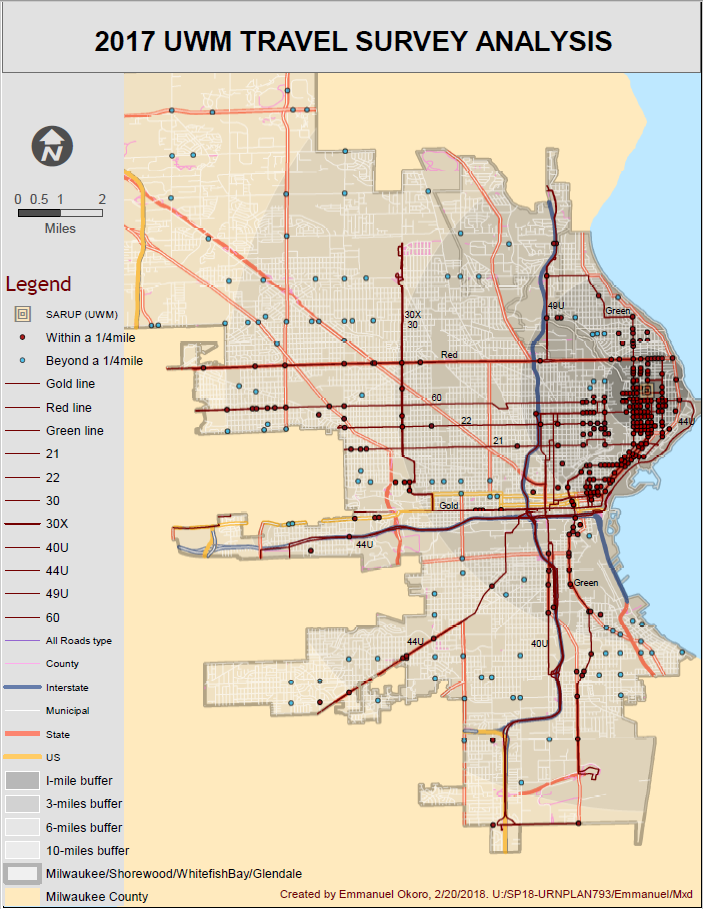 2017 UWM TRAVEL SURVEY ANALYSIS
N
0 0.5 1 2
Miles
Legend
SARUP (UWM)
Within a 1/4mile
Beyond a 1/4mile
Gold line
Red line
Green line
21
22
30
30X
40U
44U
49U
60
All Roads type
County
Interstate
Municipal
State
US
I-mile buffer
3-miles buffer
6-miles buffer
10-miles buffer
Milwaukee/Shorewood/WhitefishBay/Glendale
Milwaukee County
49U
Green
30X
30
Red
60
22
44U
21
Gold
44U
Green
44U
40U
Created by Emmanuel Okoro, 2/20/2018. U:/SP18-URNPLAN793/Emmanuel/Mxd